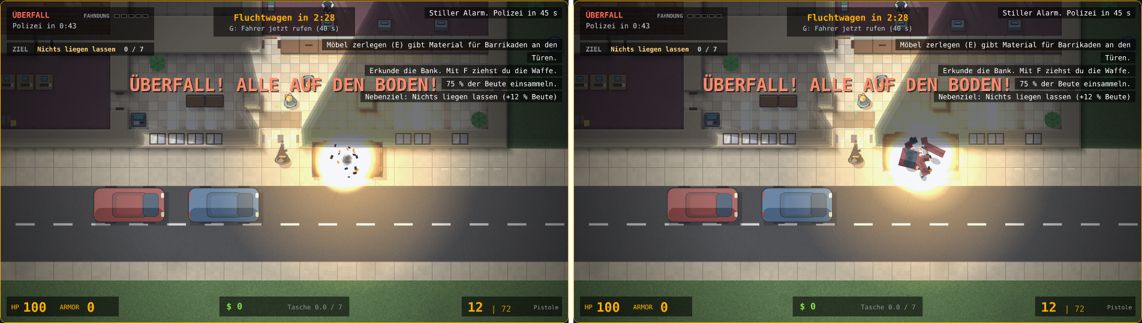 ÜBERFALL
FAHNDUNG
Polizei in 0:43
Fluchtwagen in 2:28
G: Fahrer jetzt rufen (40 s)
Stiller Alarm. Polizei in 45 s
ZIEL Nichts liegen lassen 0 / 7
Möbel zerlegen (E) gibt Material für Barrikaden an den
Türen.
Erkunde die Bank. Mit F ziehst du die Waffe.
ÜBERFALL! ALLE AUF DEN BODEN!
75 % der Beute einsammeln.
Nebenziel: Nichts liegen lassen (+12 % Beute)
HP 100 ARMOR 0
$ 0 Tasche 0.0 / 7
12 | 72 Pistole
ÜBERFALL
FAHNDUNG
Polizei in 0:43
Fluchtwagen in 2:28
G: Fahrer jetzt rufen (40 s)
Stiller Alarm. Polizei in 45 s
ZIEL Nichts liegen lassen 0 / 7
Möbel zerlegen (E) gibt Material für Barrikaden an den
Türen.
Erkunde die Bank. Mit F ziehst du die Waffe.
ÜBERFALL! ALLE AUF DEN BODEN!
75 % der Beute einsammeln.
Nebenziel: Nichts liegen lassen (+12 % Beute)
HP 100 ARMOR 0
$ 0 Tasche 0.0 / 7
12 | 72 Pistole